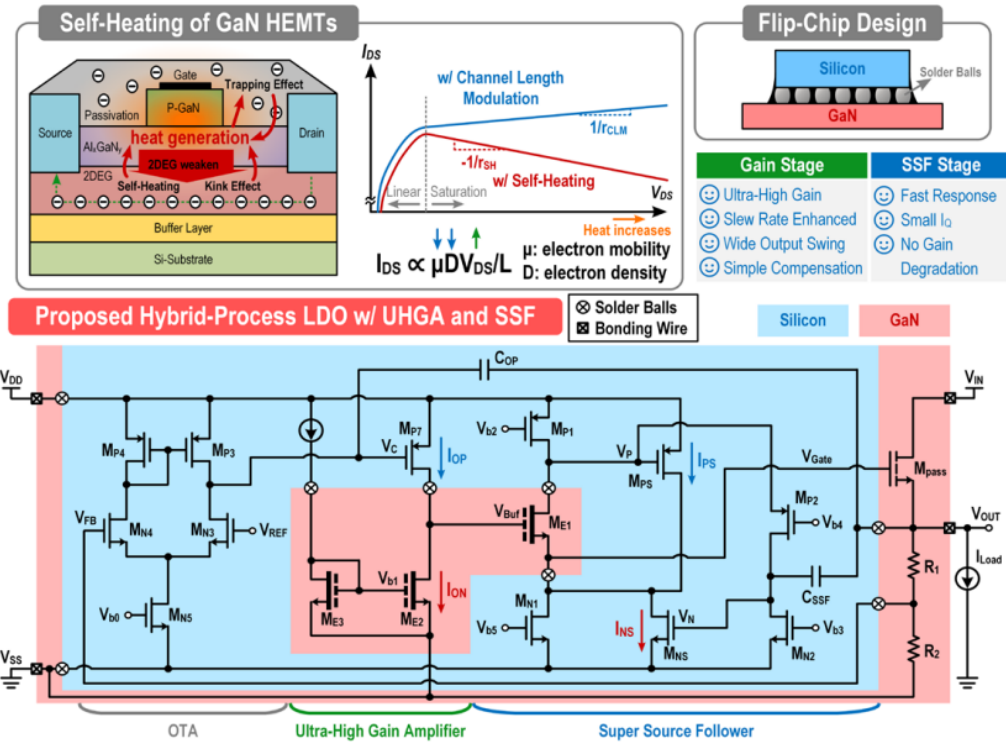 Self-Heating of GaN HEMTs
Gate
Trapping Effect
P-GaN
Passivation
Source
Drain
heat generation
AlxGaNy
2DEG weaken
2DEG
Self-Heating
Kink Effect
Buffer Layer
Si-Substrate
IDS
w/ Channel Length
Modulation
1/rCLM
-1/rSH
w/ Self-Heating
VDS
Linear
Saturation
Heat increases
IDS ∝ μDVDS/L
μ: electron mobility
D: electron density
Flip-Chip Design
Silicon
Solder Balls
GaN
Gain Stage
Ultra-High Gain
Slew Rate Enhanced
Wide Output Swing
Simple Compensation
SSF Stage
Fast Response
Small IQ
No Gain
Degradation
Proposed Hybrid-Process LDO w/ UHGA and SSF
Solder Balls
Bonding Wire
Silicon
GaN
COP
VDD
VIN
MP4
MP3
VC
MP7
IOP
Vb2
MP1
VP
MPS
IPS
VGate
Mpass
MP2
Vb4
VFB
MN4
MN3
VREF
VBuf
ME1
VOUT
ILoad
R1
CSSF
Vb1
ME3
ME2
ION
Vb0
MN5
MN1
Vb5
INS
VN
MNS
Vb3
MN2
R2
VSS
OTA
Ultra-High Gain Amplifier
Super Source Follower